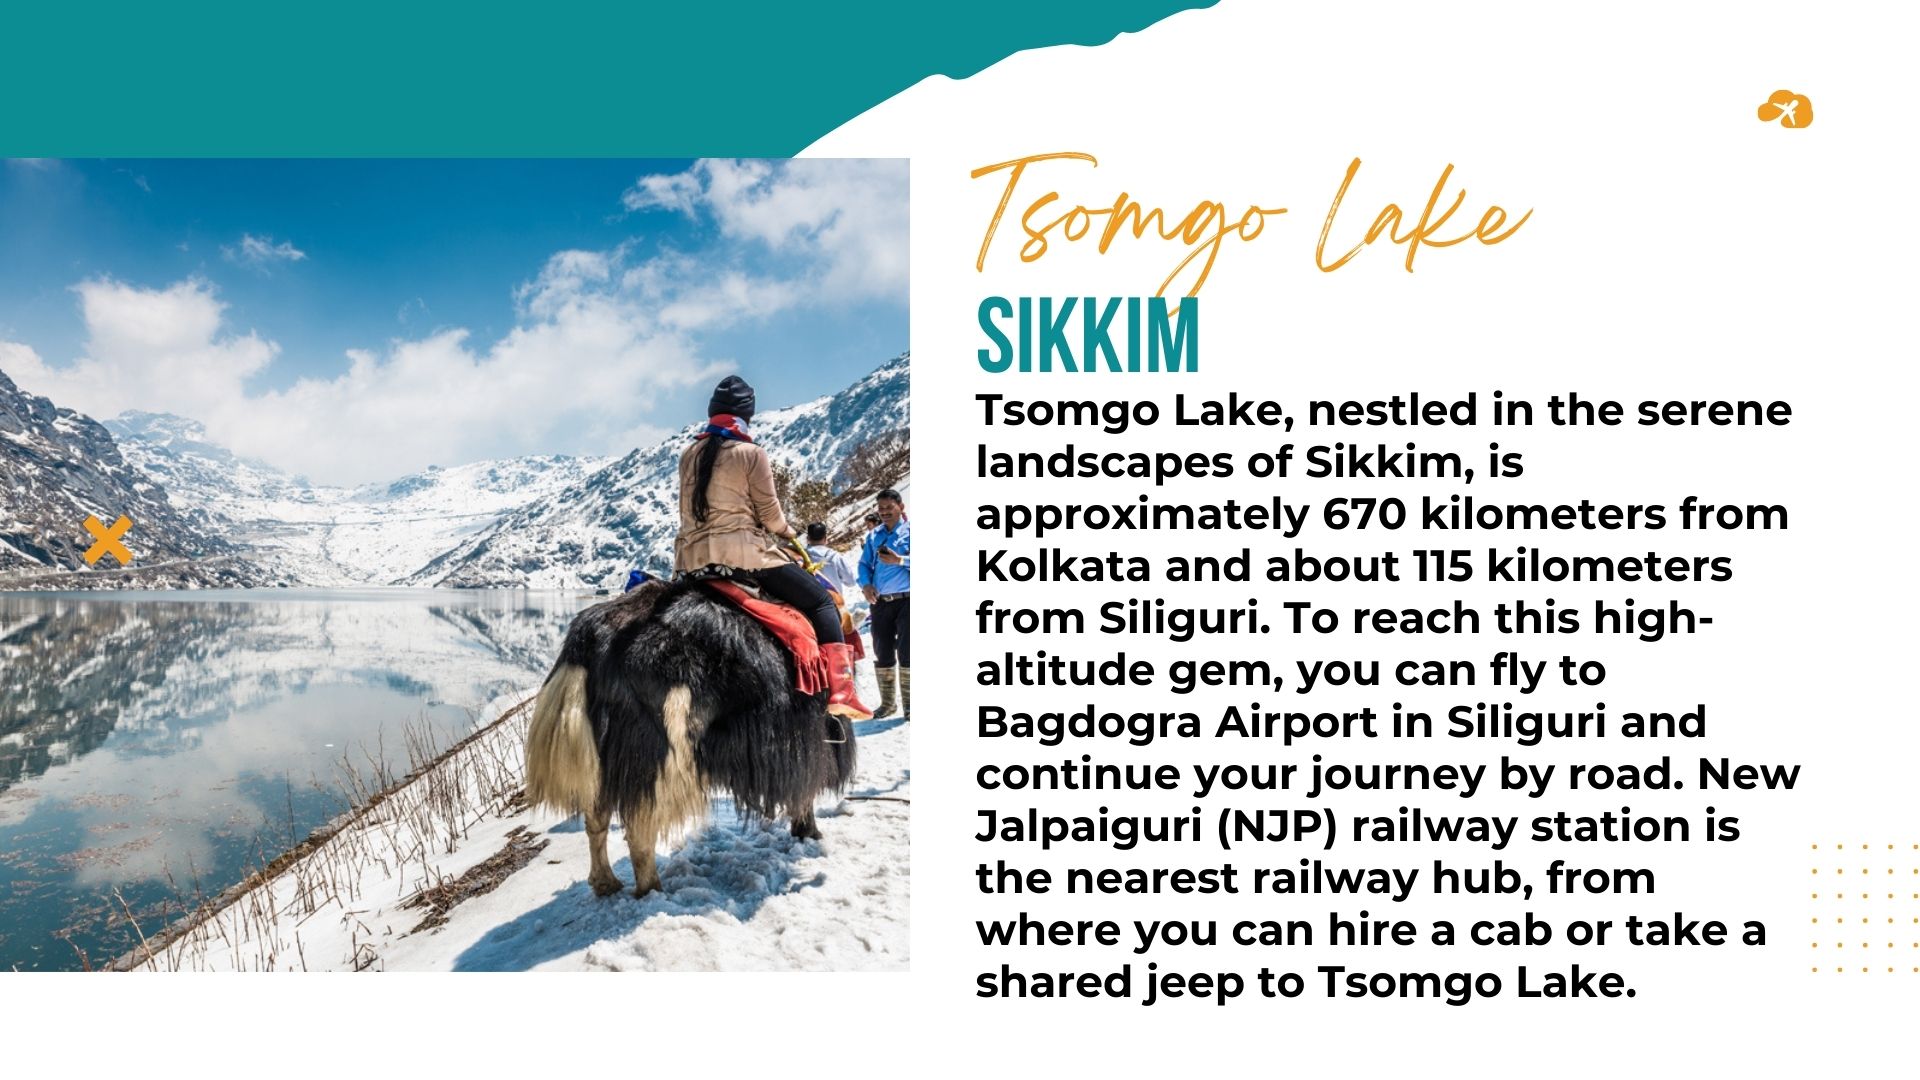 Tsomgo Lake
SIKKIM
Tsomgo Lake, nestled in the serene
landscapes of Sikkim, is
approximately 670 kilometers from
Kolkata and about 115 kilometers
from Siliguri. To reach this high-
altitude gem, you can fly to
Bagdogra Airport in Siliguri and
continue your journey by road. New
Jalpaiguri (NJP) railway station is
the nearest railway hub, from
where you can hire a cab or take a
shared jeep to Tsomgo Lake.